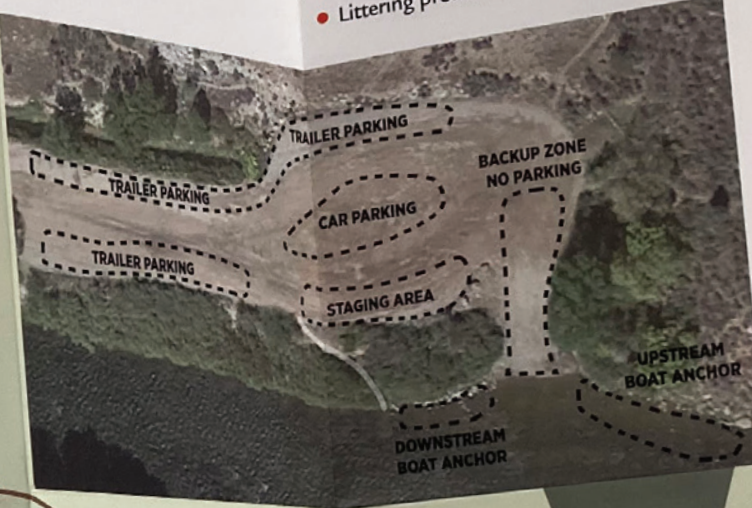 • Littering
TRAILER PARKING
BACKUP ZONE
NO PARKING
TRAILER PARKING
CAR PARKING
TRAILER PARKING
STAGING AREA
UPSTREAM
BOAT ANCHOR
DOWNSTREAM
BOAT ANCHOR